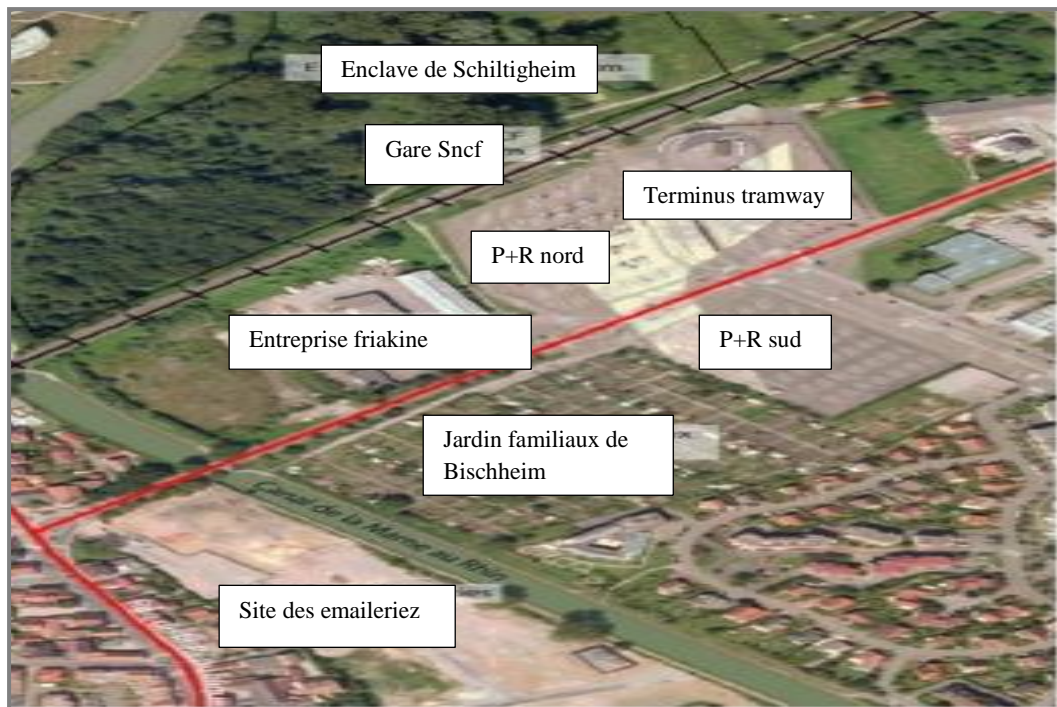 Enclave de Schiltigheim
Gare Sncf
Terminus tramway
P+R nord
Entreprise friakine
P+R sud
Jardin familiaux de
Bischheim
Canal de la Marne au Rhin
Site des emaileriez